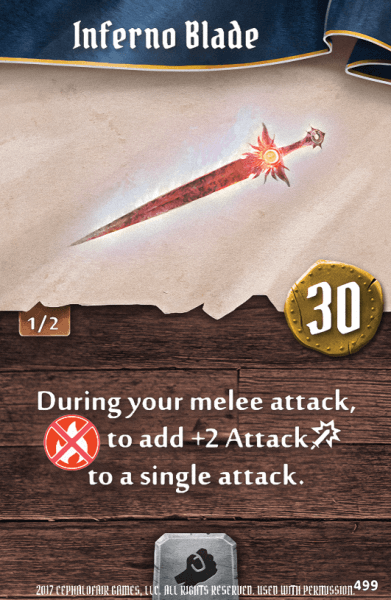 Inferno Blade
30
1/2
During your melee attack,
to add +2 Attack
to a single attack.
2017 CEPHALOFAIR GAMES, LLC. ALL RIGHTS RESERVED. USED WITH PERMISSION.
499